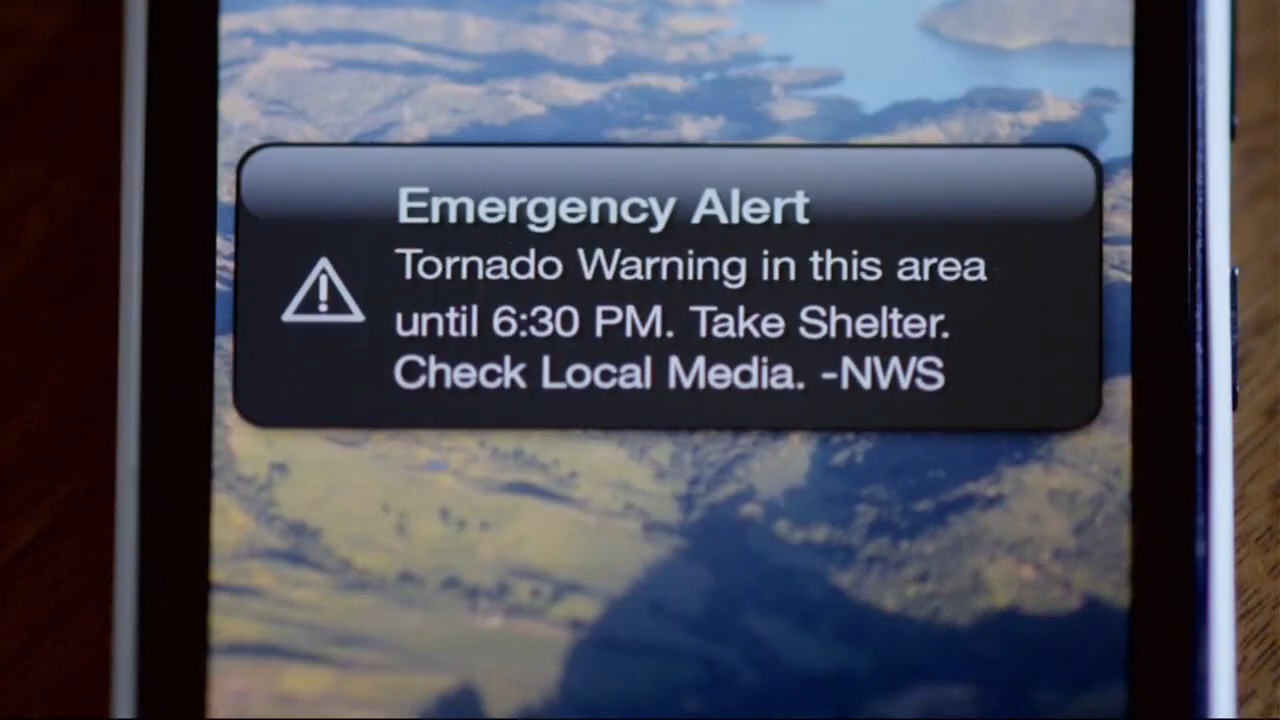 Emergency Alert
Tornado Warning in this area
until 6:30 PM. Take Shelter.
Check Local Media. -NWS